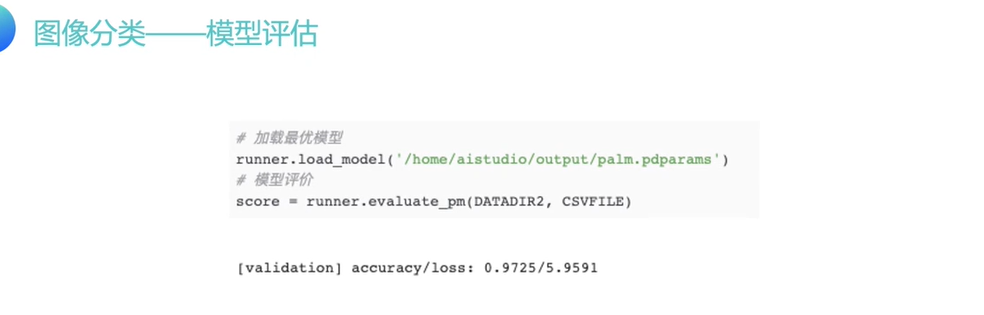 图像分类——模型评估
# 加载最优模型
runner.load_model('/home/aistudio/output/palm.pdparams')
# 模型评价
score = runner.evaluate_pm(DATADIR2, CSVFILE)
[validation] accuracy/loss: 0.9725/5.9591